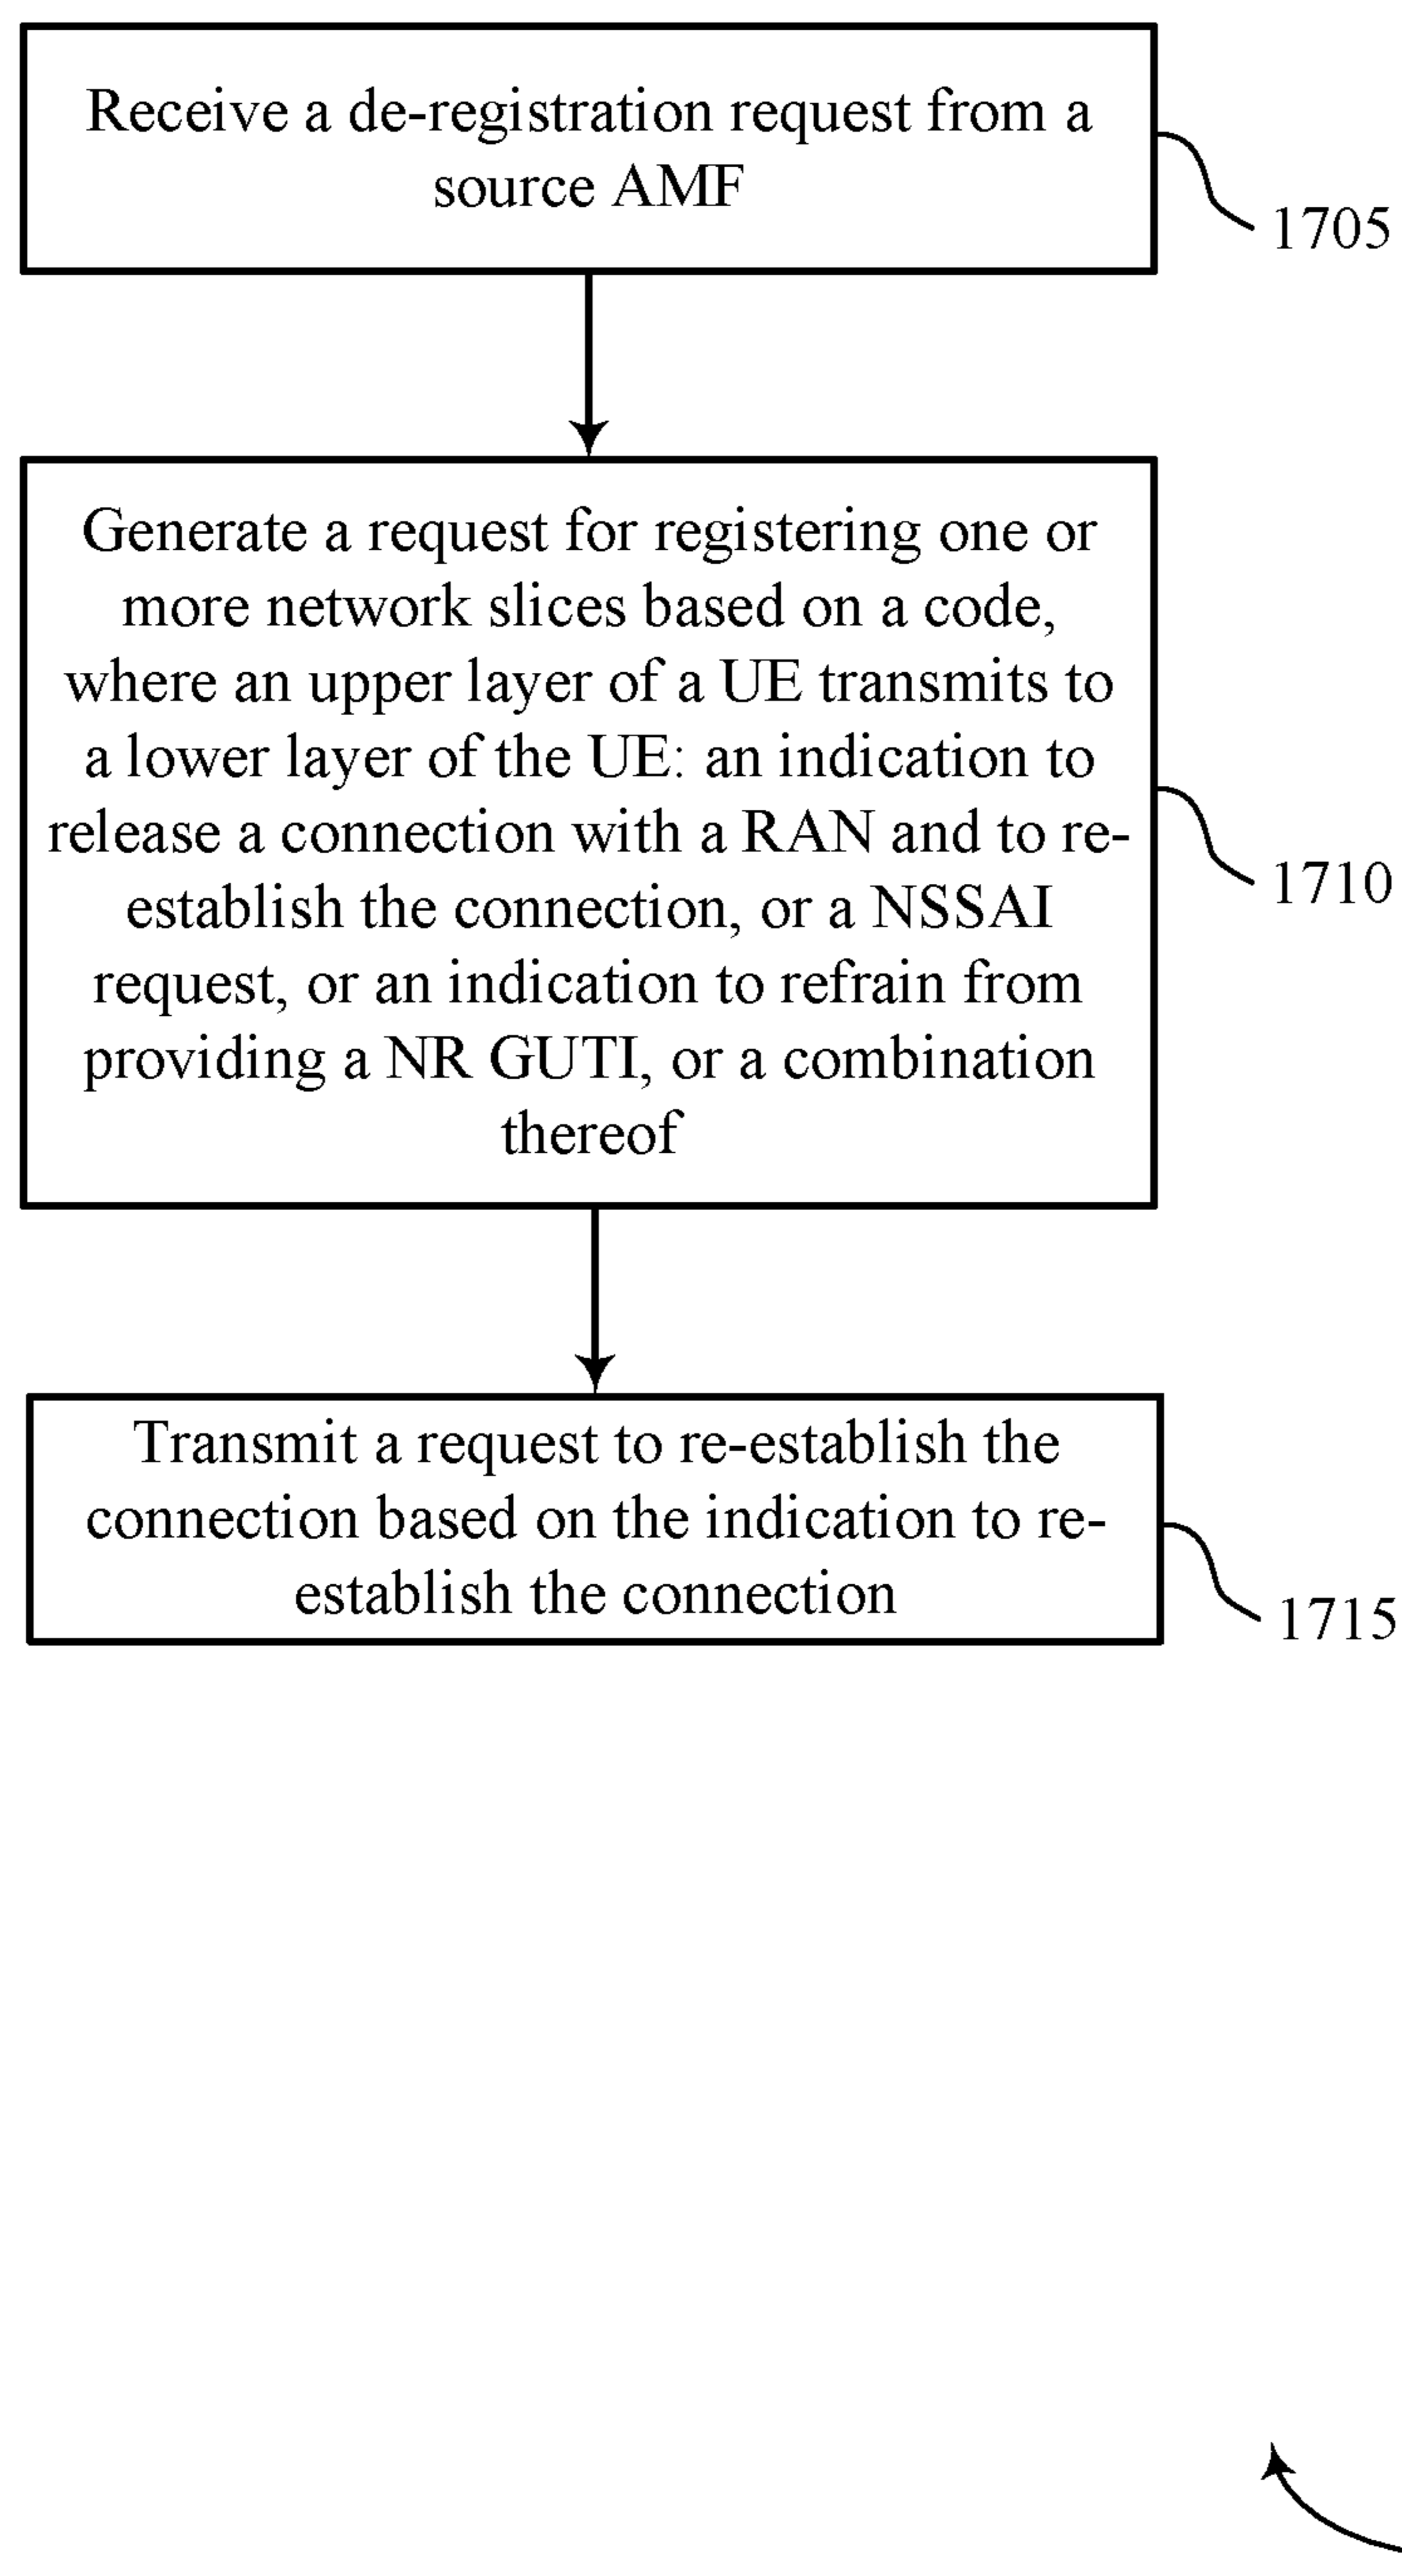 Receive a de-registration request from a
source AMF
1705
Generate a request for registering one or
more network slices based on a code,
where an upper layer of a UE transmits to
a lower layer of the UE: an indication to
release a connection with a RAN and to re-
establish the connection, or a NSSAI
request, or an indication to refrain from
providing a NR GUTI, or a combination
thereof
1710
Transmit a request to re-establish the
connection based on the indication to re-
establish the connection
1715